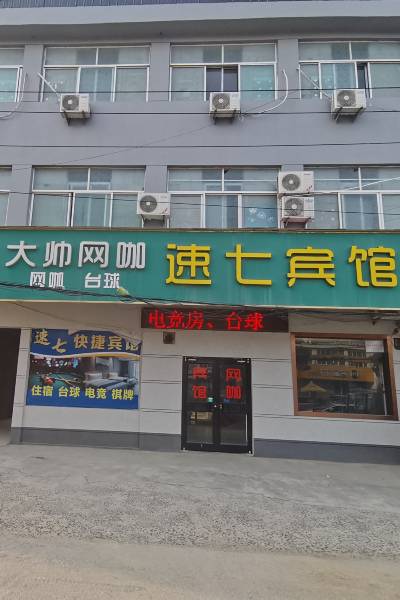 大帅网咖
网咖 台球
速七宾馆
电竞房、台球
速七快捷宾馆
住宿 台球 电竞 棋牌
宾馆
网咖